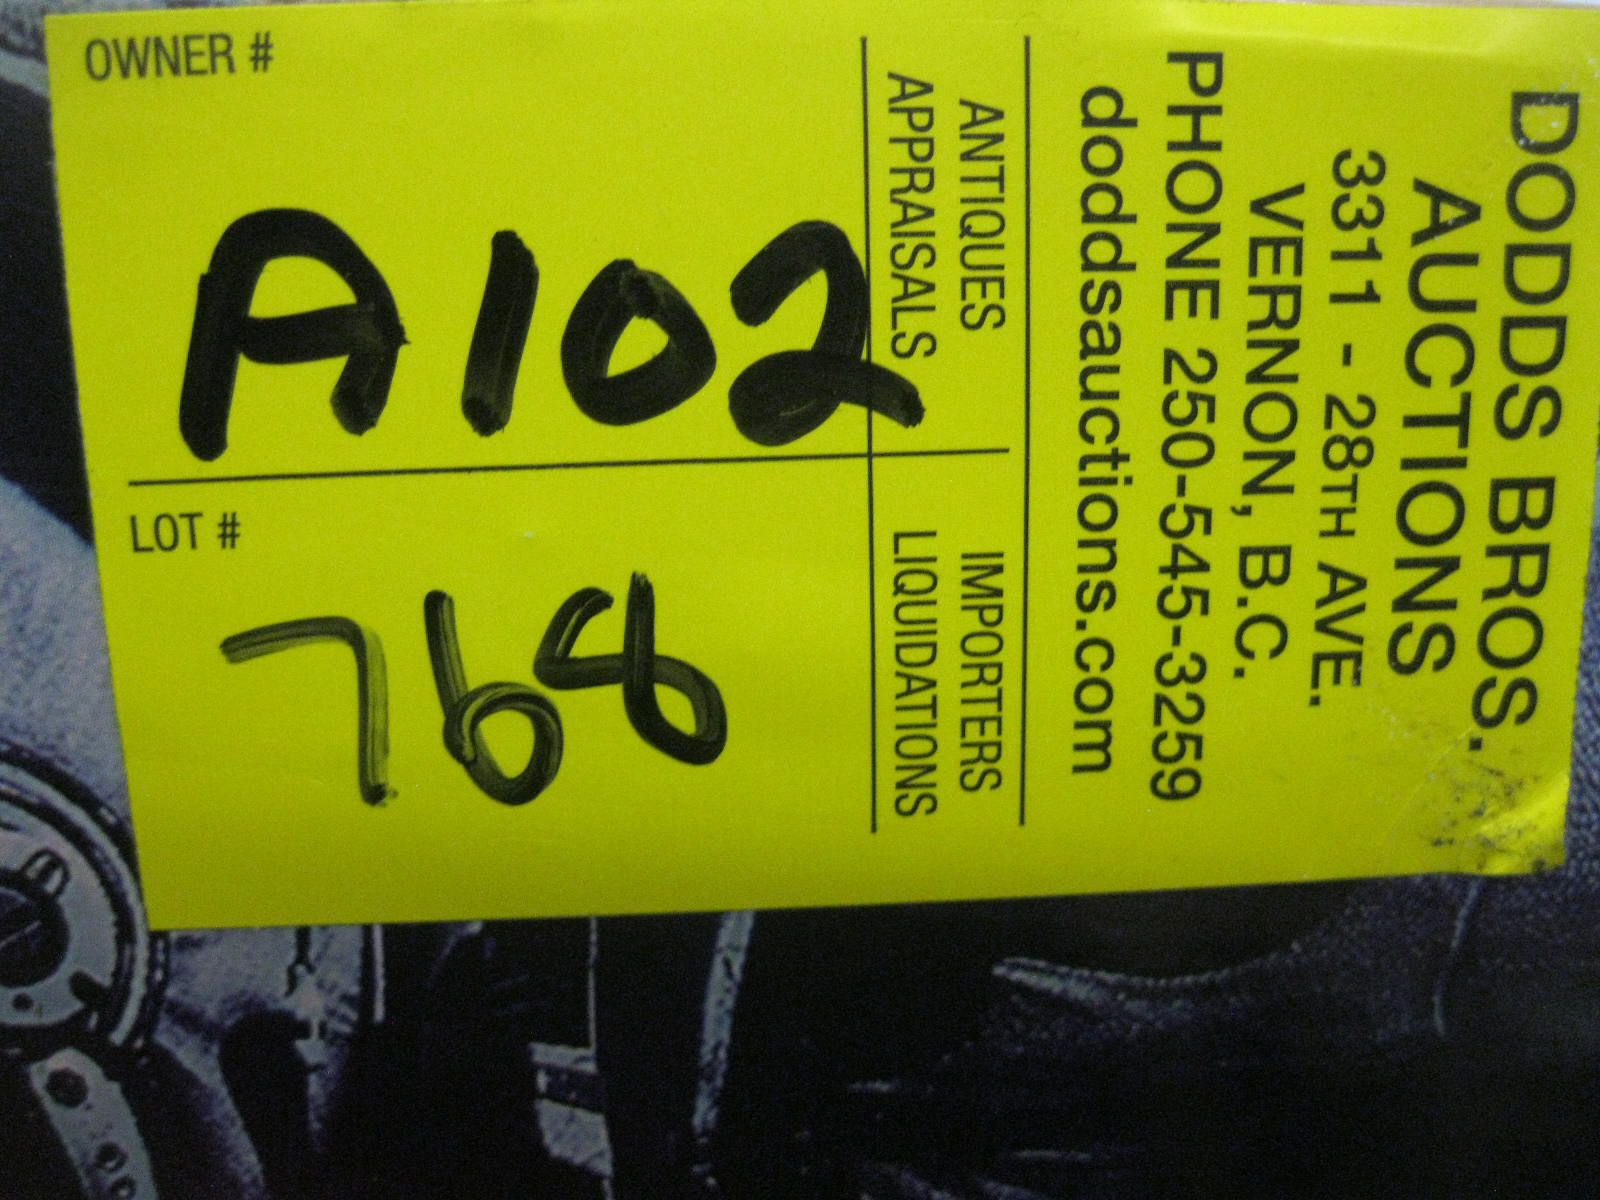 DODDS BROS.
AUCTIONS
3311 - 28TH AVE.
VERNON, B.C.
PHONE 250-545-3259
doddsauctions.com
ANTIQUES IMPORTERS
APPRAISALS LIQUIDATIONS
OWNER #
A102
LOT #
768